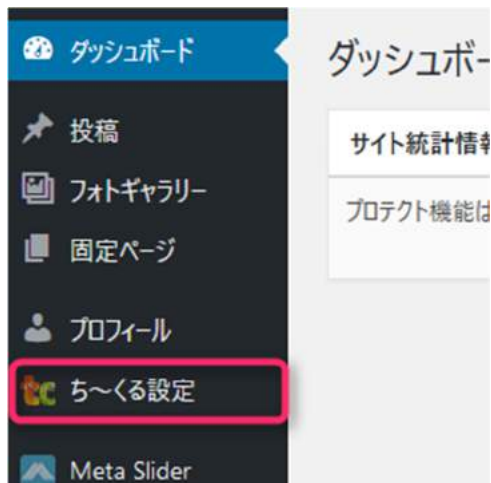 ダッシュボード
投稿
フォトギャラリー
固定ページ
プロフィール
tc ち～くる設定
Meta Slider
ダッシュボー
サイト統計情報
プロテクト機能は